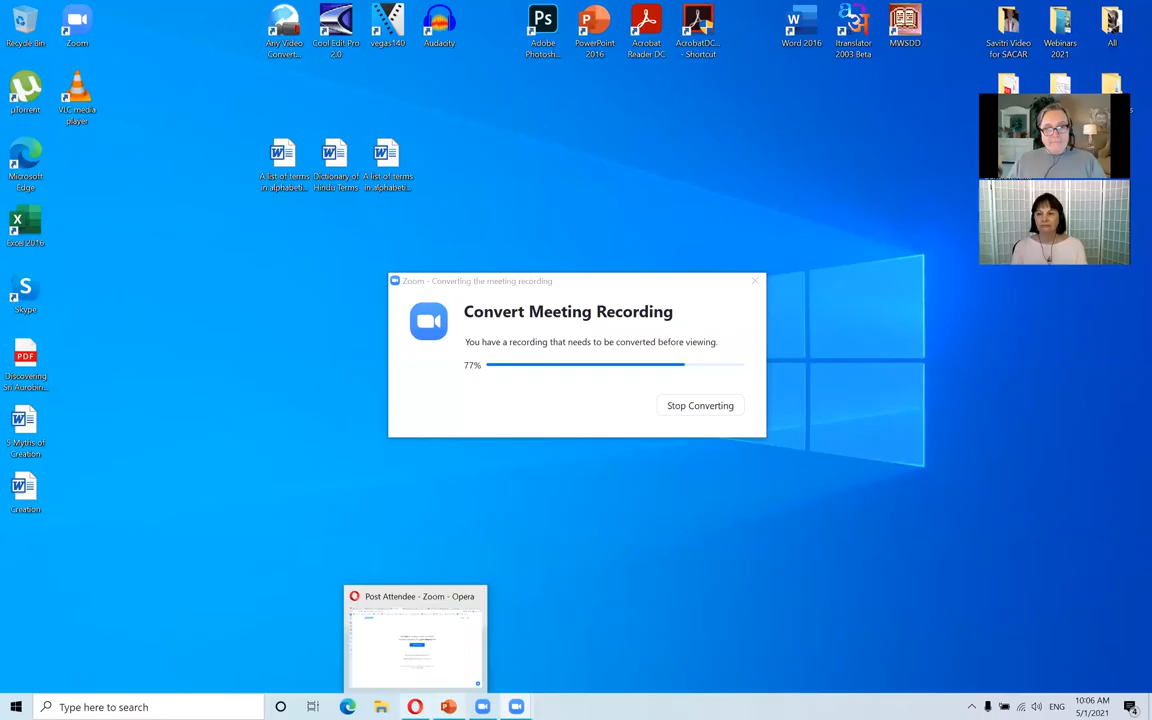 Recycle Bin
Zoom
Any Video
Convert...
Cool Edit Pro
2.0
vegas140
Audacity
Ps
Adobe
Photosh...
PowerPoint
2016
Acrobat
Reader DC
AcrobatDC...
- Shortcut
Word 2016
Itranslator
2003 Beta
MWSDD
Savitri Video
for SACAR
Webinars
2021
All
µTorrent
VLC media
player
Microsoft
Edge
A list of terms
in alphabeti...
Dictionary of
Hindu Terms
A list of terms
in alphabeti...
Excel 2016
Skype
PDF
Discovering
Sri Aurobin...
5 Myths of
Creation
Creation
Zoom - Converting the meeting recording
Convert Meeting Recording
You have a recording that needs to be converted before viewing.
77%
Stop Converting
Post Attendee - Zoom - Opera
Type here to search
ENG
10:06 AM
5/1/2021
4